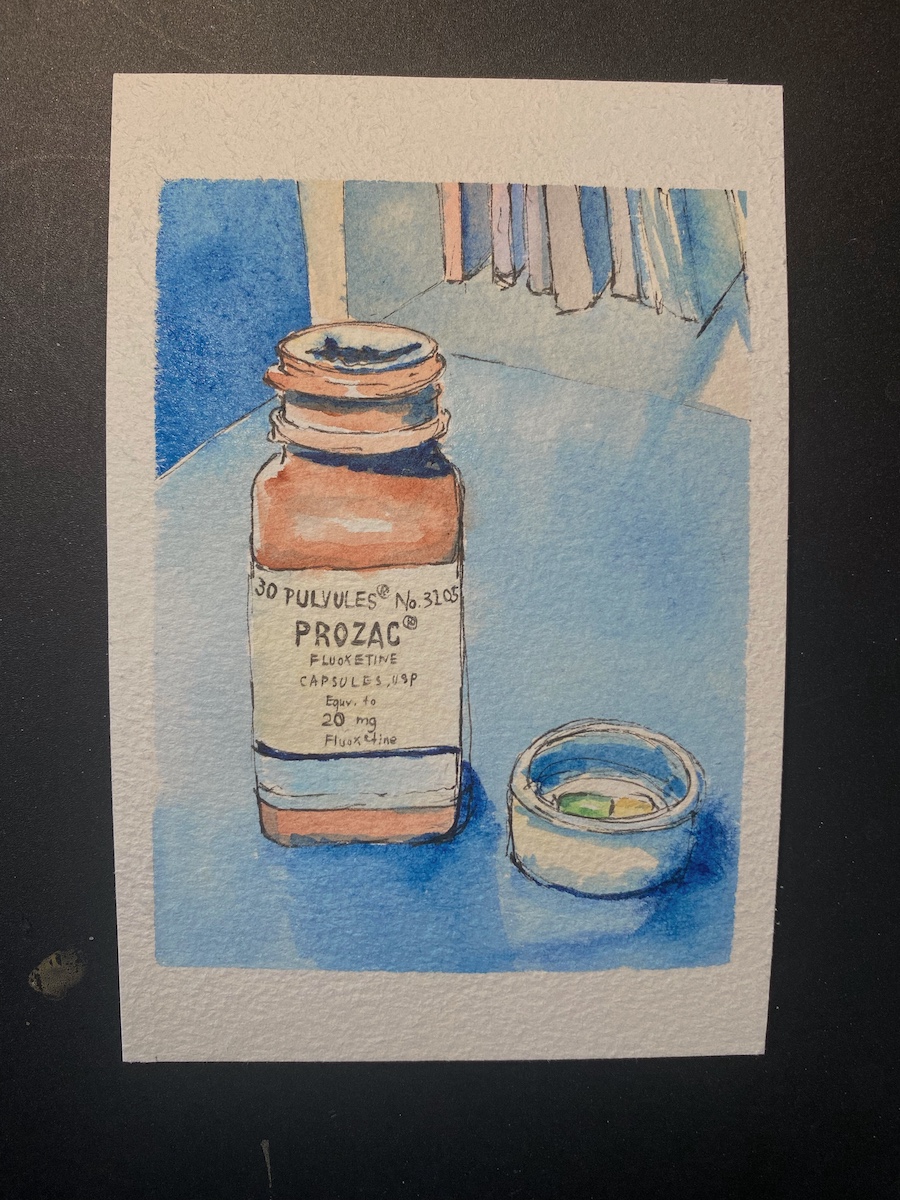 30 PULVULES® No.3105
PROZAC®
FLUOXETINE
CAPSULES, USP
Equv. to
20 mg
Fluoxetine